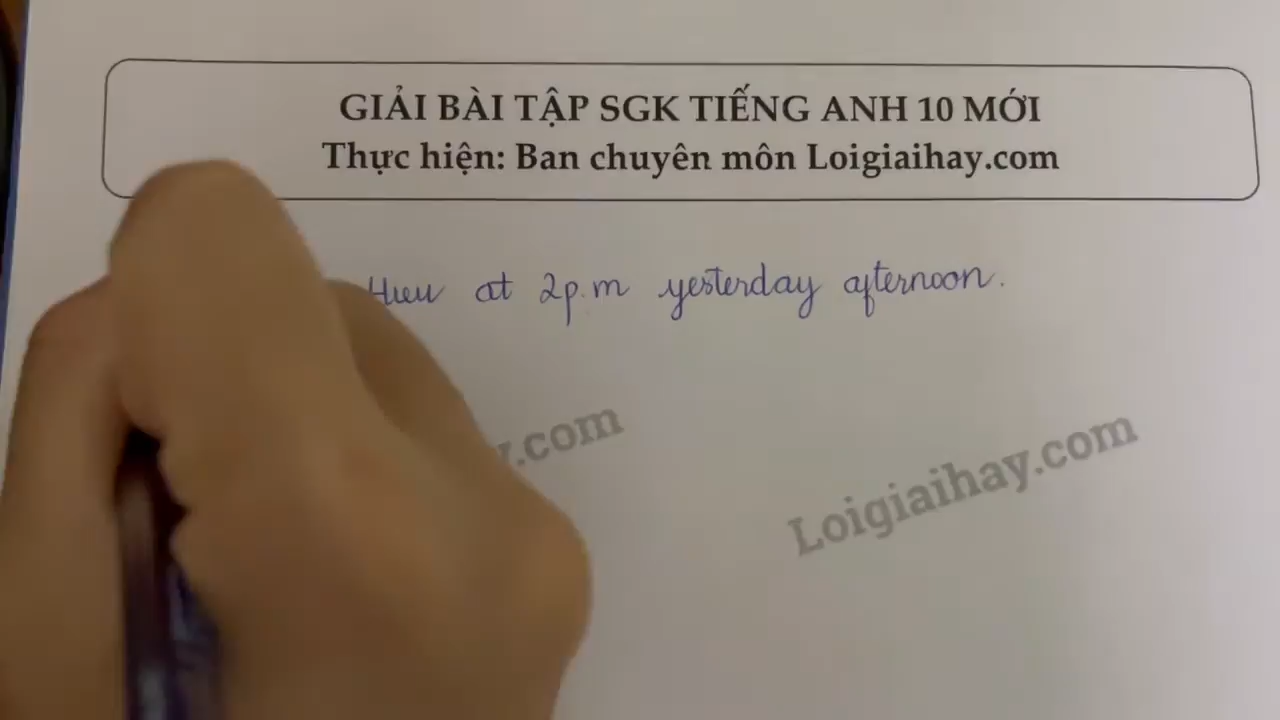 GIẢI BÀI TẬP SGK TIẾNG ANH 10 MỚI
Thực hiện: Ban chuyên môn Loigiaihay.com
at 2p.m yesterday afternoon.
.com
Loigiaihay.com